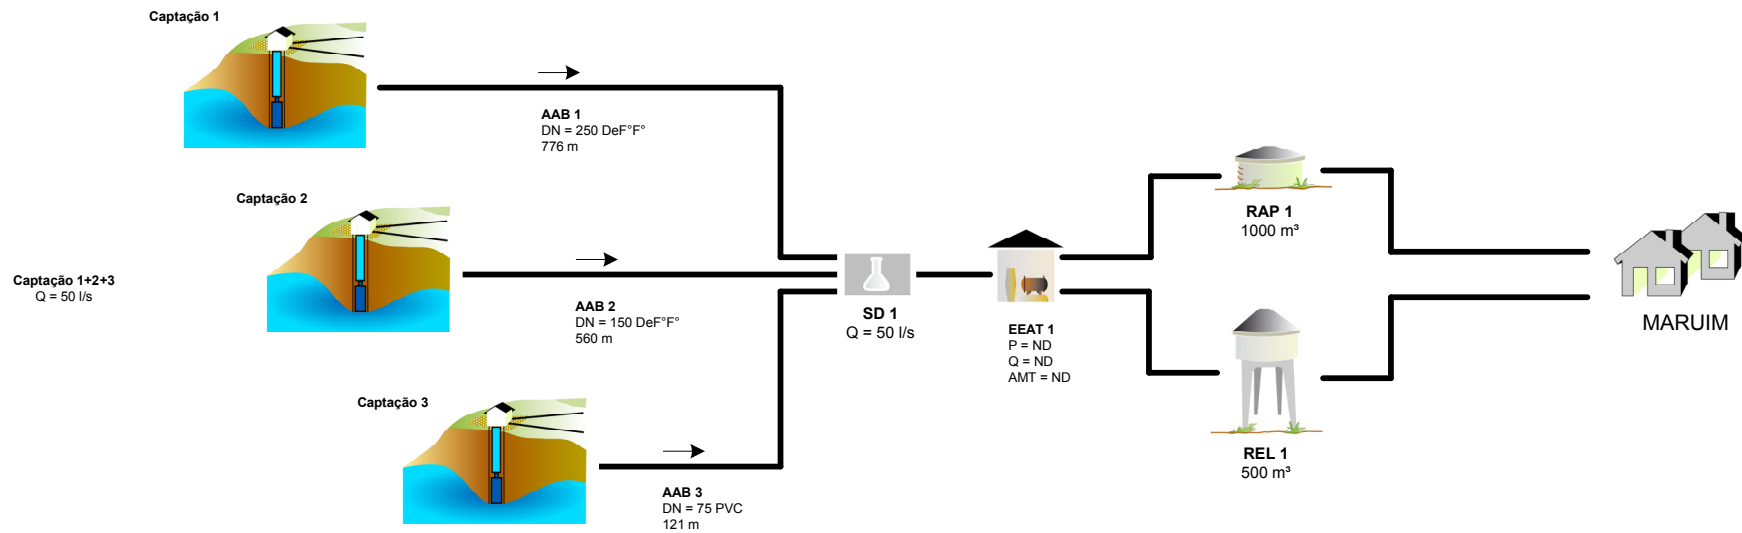 Captação 1
AAB 1
DN = 250 DeF°F°
776 m
Captação 2
Captação 1+2+3
Q = 50 l/s
AAB 2
DN = 150 DeF°F°
560 m
Captação 3
AAB 3
DN = 75 PVC
121 m
SD 1
Q = 50 l/s
EEAT 1
P = ND
Q = ND
AMT = ND
RAP 1
1000 m³
REL 1
500 m³
MARUIM